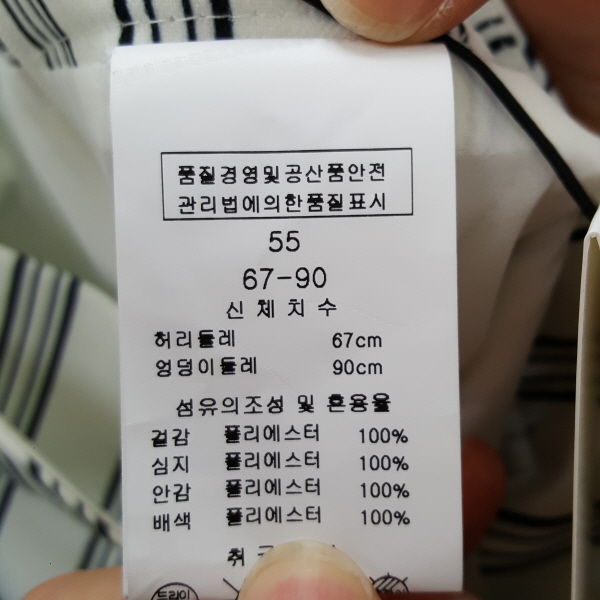 품질경영및공산품안전
관리법에의한품질표시
55
67-90
신체치수
허리둘레 67cm
엉덩이둘레 90cm
섬유의조성 및 혼용율
겉감 폴리에스터 100%
심지 폴리에스터 100%
안감 폴리에스터 100%
배색 폴리에스터 100%
취
드라이